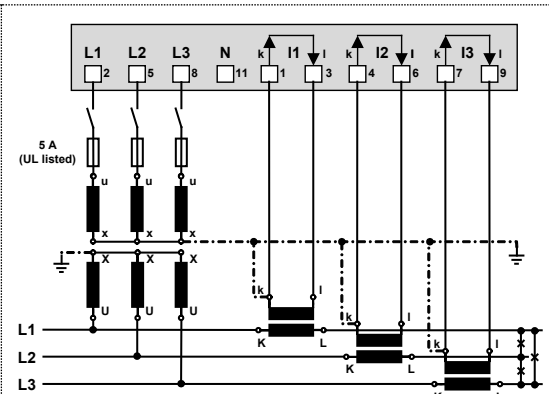 L1 L2 L3 N I1 I2 I3
k l k l k l
2 5 8 11 1 3 4 6 7 9
5 A
(UL listed)
u u u
x x x
X X X
k l
U U U
k l
L1
K L
k l
L2
K L
L3
K L